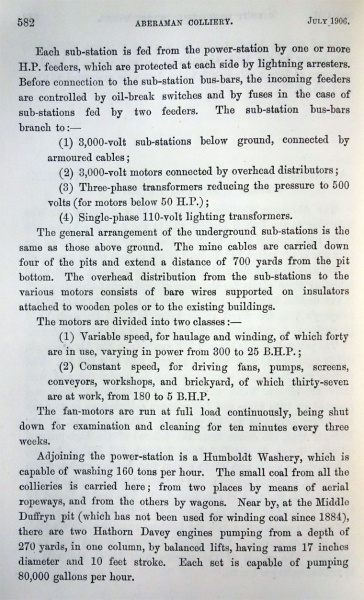 582 ABERAMAN COLLIERY. JULY 1906.
Each sub-station is fed from the power-station by one or more
H.P. feeders, which are protected at each side by lightning arresters.
Before connection to the sub-station bus-bars, the incoming feeders
are controlled by oil-break switches and by fuses in the case of
sub-stations fed by two feeders. The sub-station bus-bars
branch to:—
(1) 3,000-volt sub-stations below ground, connected by
armoured cables;
(2) 3,000-volt motors connected by overhead distributors;
(3) Three-phase transformers reducing the pressure to 500
volts (for motors below 50 H.P.);
(4) Single-phase 110-volt lighting transformers.
The general arrangement of the underground sub-stations is the
same as those above ground. The mine cables are carried down
four of the pits and extend a distance of 700 yards from the pit
bottom. The overhead distribution from the sub-stations to the
various motors consists of bare wires supported on insulators
attached to wooden poles or to the existing buildings.
The motors are divided into two classes:—
(1) Variable speed, for haulage and winding, of which forty
are in use, varying in power from 300 to 25 B.H.P.;
(2) Constant speed, for driving fans, pumps, screens,
conveyors, workshops, and brickyard, of which thirty-seven
are at work, from 180 to 5 B.H.P.
The fan-motors are run at full load continuously, being shut
down for examination and cleaning for ten minutes every three
weeks.
Adjoining the power-station is a Humboldt Washery, which is
capable of washing 160 tons per hour. The small coal from all the
collieries is carried here; from two places by means of aerial
ropeways, and from the others by wagons. Near by, at the Middle
Duffryn pit (which has not been used for winding coal since 1884),
there are two Hathorn Davey engines pumping from a depth of
270 yards, in one column, by balanced lifts, having rams 17 inches
diameter and 10 feet stroke. Each set is capable of pumping
80,000 gallons per hour.